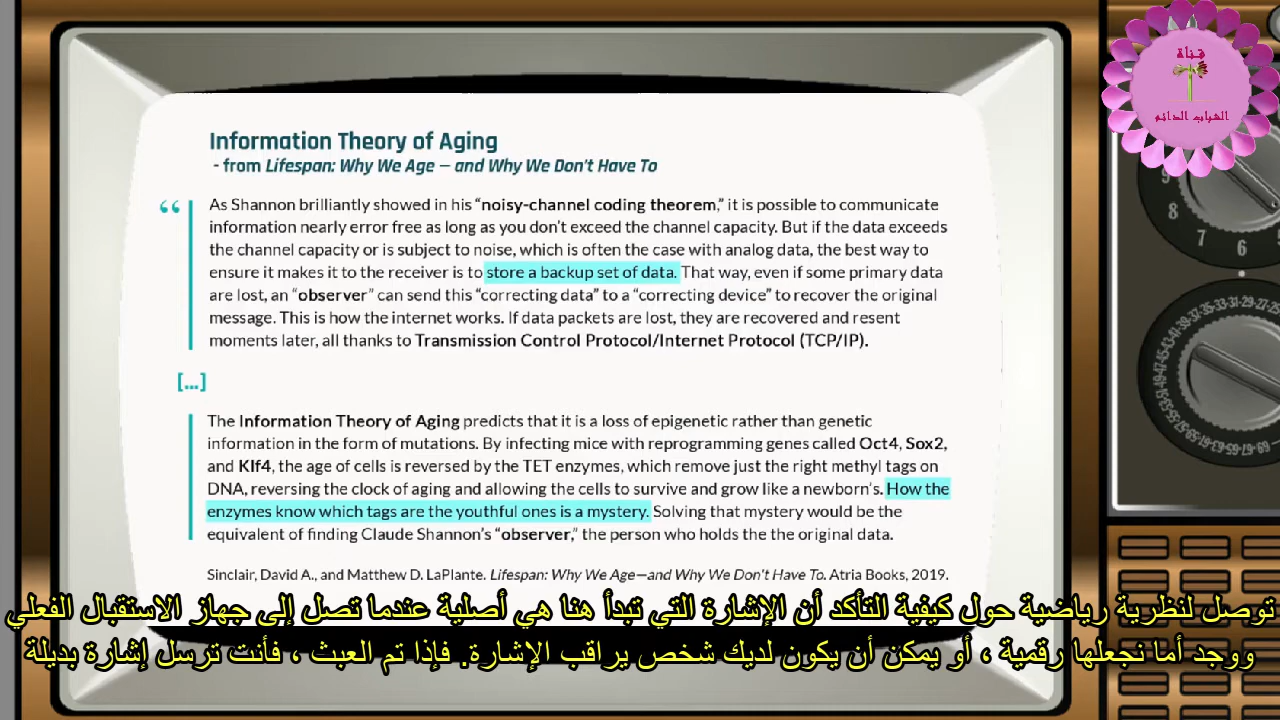 قناة
الشباب الدائم
Information Theory of Aging
- from Lifespan: Why We Age — and Why We Don't Have To
“
As Shannon brilliantly showed in his “noisy-channel coding theorem,” it is possible to communicate
information nearly error free as long as you don’t exceed the channel capacity. But if the data exceeds
the channel capacity or is subject to noise, which is often the case with analog data, the best way to
ensure it makes it to the receiver is to store a backup set of data. That way, even if some primary data
are lost, an “observer” can send this “correcting data” to a “correcting device” to recover the original
message. This is how the internet works. If data packets are lost, they are recovered and resent
moments later, all thanks to Transmission Control Protocol/Internet Protocol (TCP/IP).
[...]
The Information Theory of Aging predicts that it is a loss of epigenetic rather than genetic
information in the form of mutations. By infecting mice with reprogramming genes called Oct4, Sox2,
and Klf4, the age of cells is reversed by the TET enzymes, which remove just the right methyl tags on
DNA, reversing the clock of aging and allowing the cells to survive and grow like a newborn’s. How the
enzymes know which tags are the youthful ones is a mystery. Solving that mystery would be the
equivalent of finding Claude Shannon’s “observer,” the person who holds the the original data.
Sinclair, David A., and Matthew D. LaPlante. Lifespan: Why We Age—and Why We Don't Have To. Atria Books, 2019.
توصل لنظرية رياضية حول كيفية التأكد أن الإشارة التي تبدأ هنا هي أصلية عندما تصل إلى جهاز الاستقبال الفعلي
ووجد أما نجعلها رقمية ، أو يمكن أن يكون لديك شخص يراقب الإشارة. فإذا تم العبث ، فأنت ترسل إشارة بديلة
8
7
6